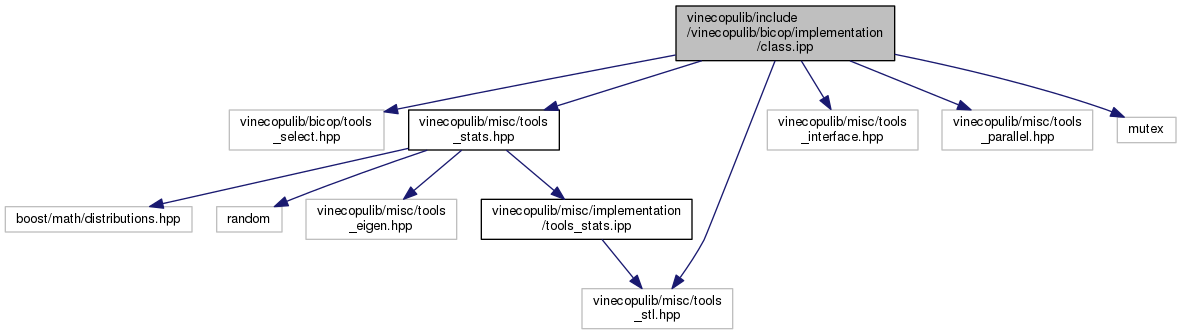 vinecopulib/include
/vinecopulib/bicop/implementation
/class.ipp
vinecopulib/bicop/tools
_select.hpp
vinecopulib/misc/tools
_stats.hpp
vinecopulib/misc/tools
_interface.hpp
vinecopulib/misc/tools
_parallel.hpp
mutex
boost/math/distributions.hpp
random
vinecopulib/misc/tools
_eigen.hpp
vinecopulib/misc/implementation
/tools_stats.ipp
vinecopulib/misc/tools
_stl.hpp